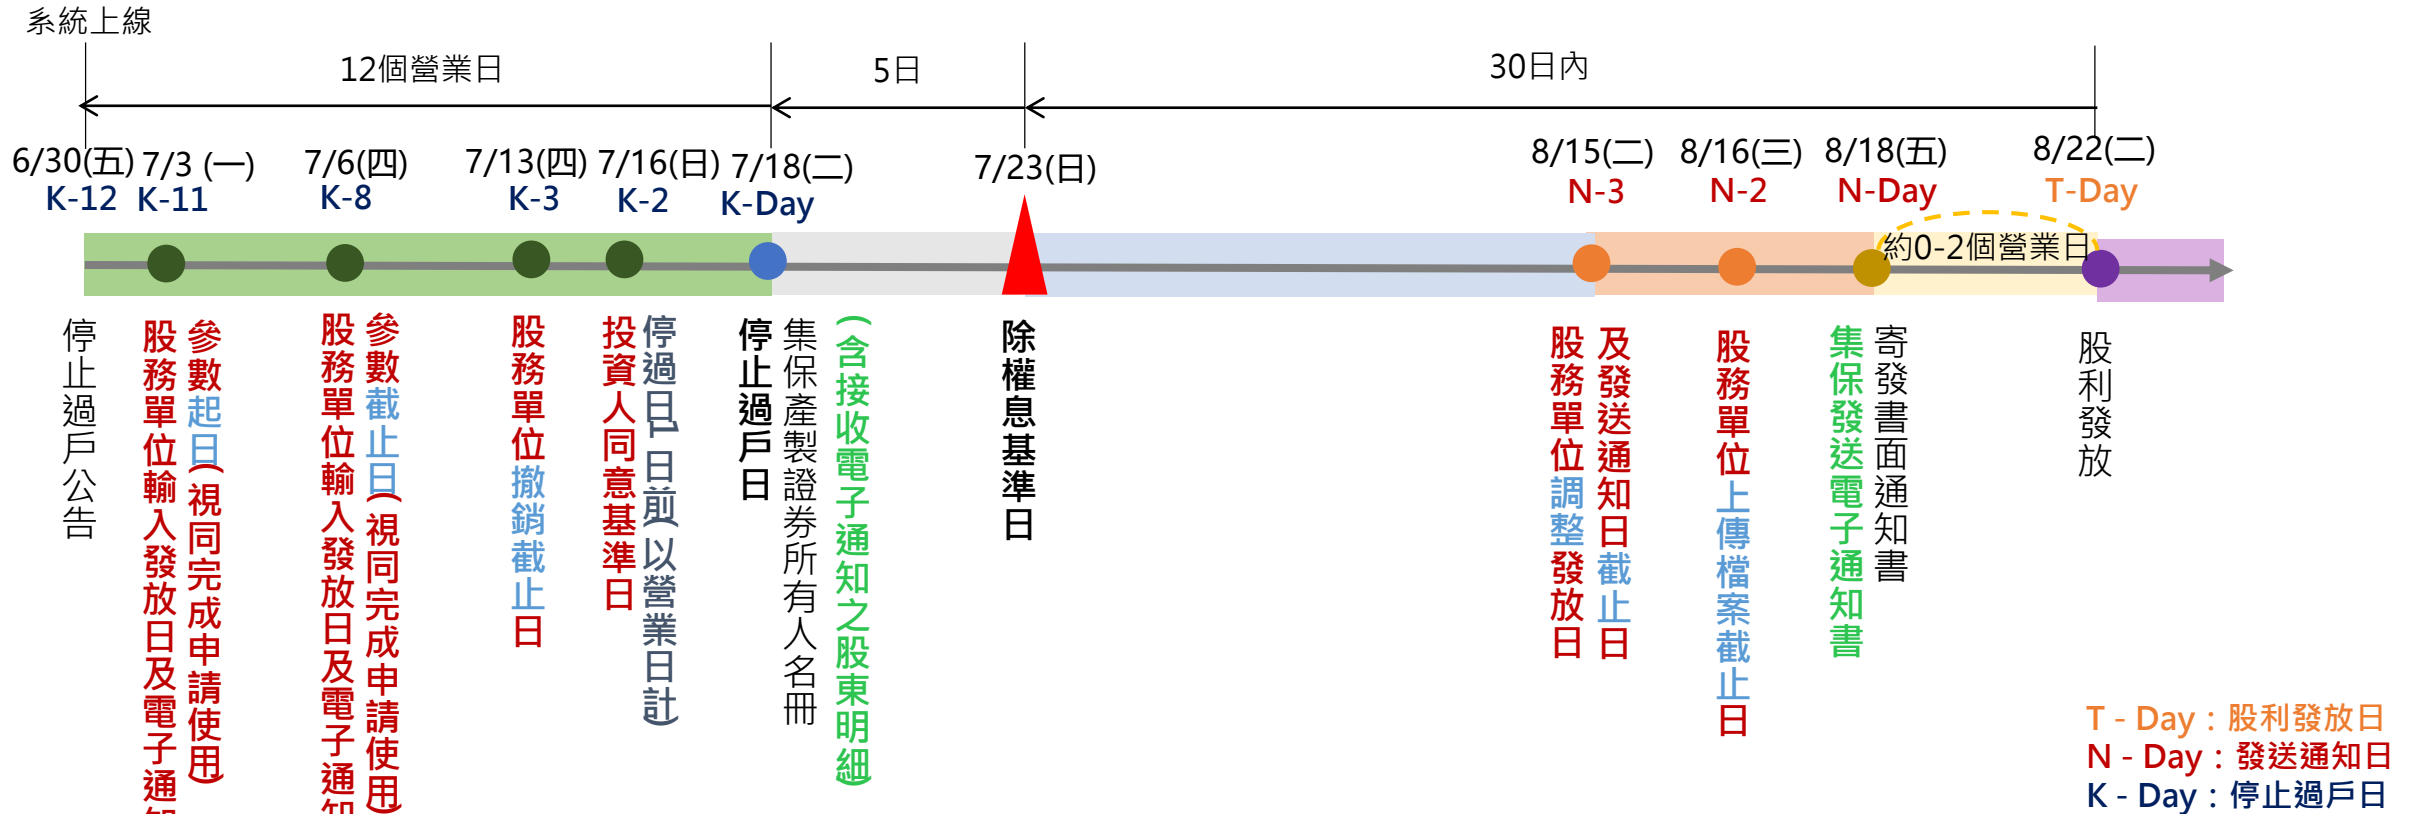 系統上線
12個營業日
5日
30日內
6/30(五)
7/3 (一)
7/6(四)
7/13(四)
7/16(日)
7/18(二)
7/23(日)
8/15(二)
8/16(三)
8/18(五)
8/22(二)
K-12
K-11
K-8
K-3
K-2
K-Day
N-3
N-2
N-Day
T-Day
約0-2個營業日
停止過戶公告
股務單位輸入發放日及電子通
參數起日(視同完成申請使用)
股務單位輸入發放日及電子通
參數截止日(視同完成申請使用)
股務單位撤銷截止日
投資人同意基準日
停過日前1日(以營業日計)
停止過戶日
集保產製證券所有人名冊
(含接收電子通知之股東明細)
除權息基準日
股務單位調整發放日
及發送通知日截止日
股務單位上傳檔案截止日
集保發送電子通知書
寄發書面通知書
股利發放
T - Day：股利發放日
N - Day：發送通知日
K - Day：停止過戶日